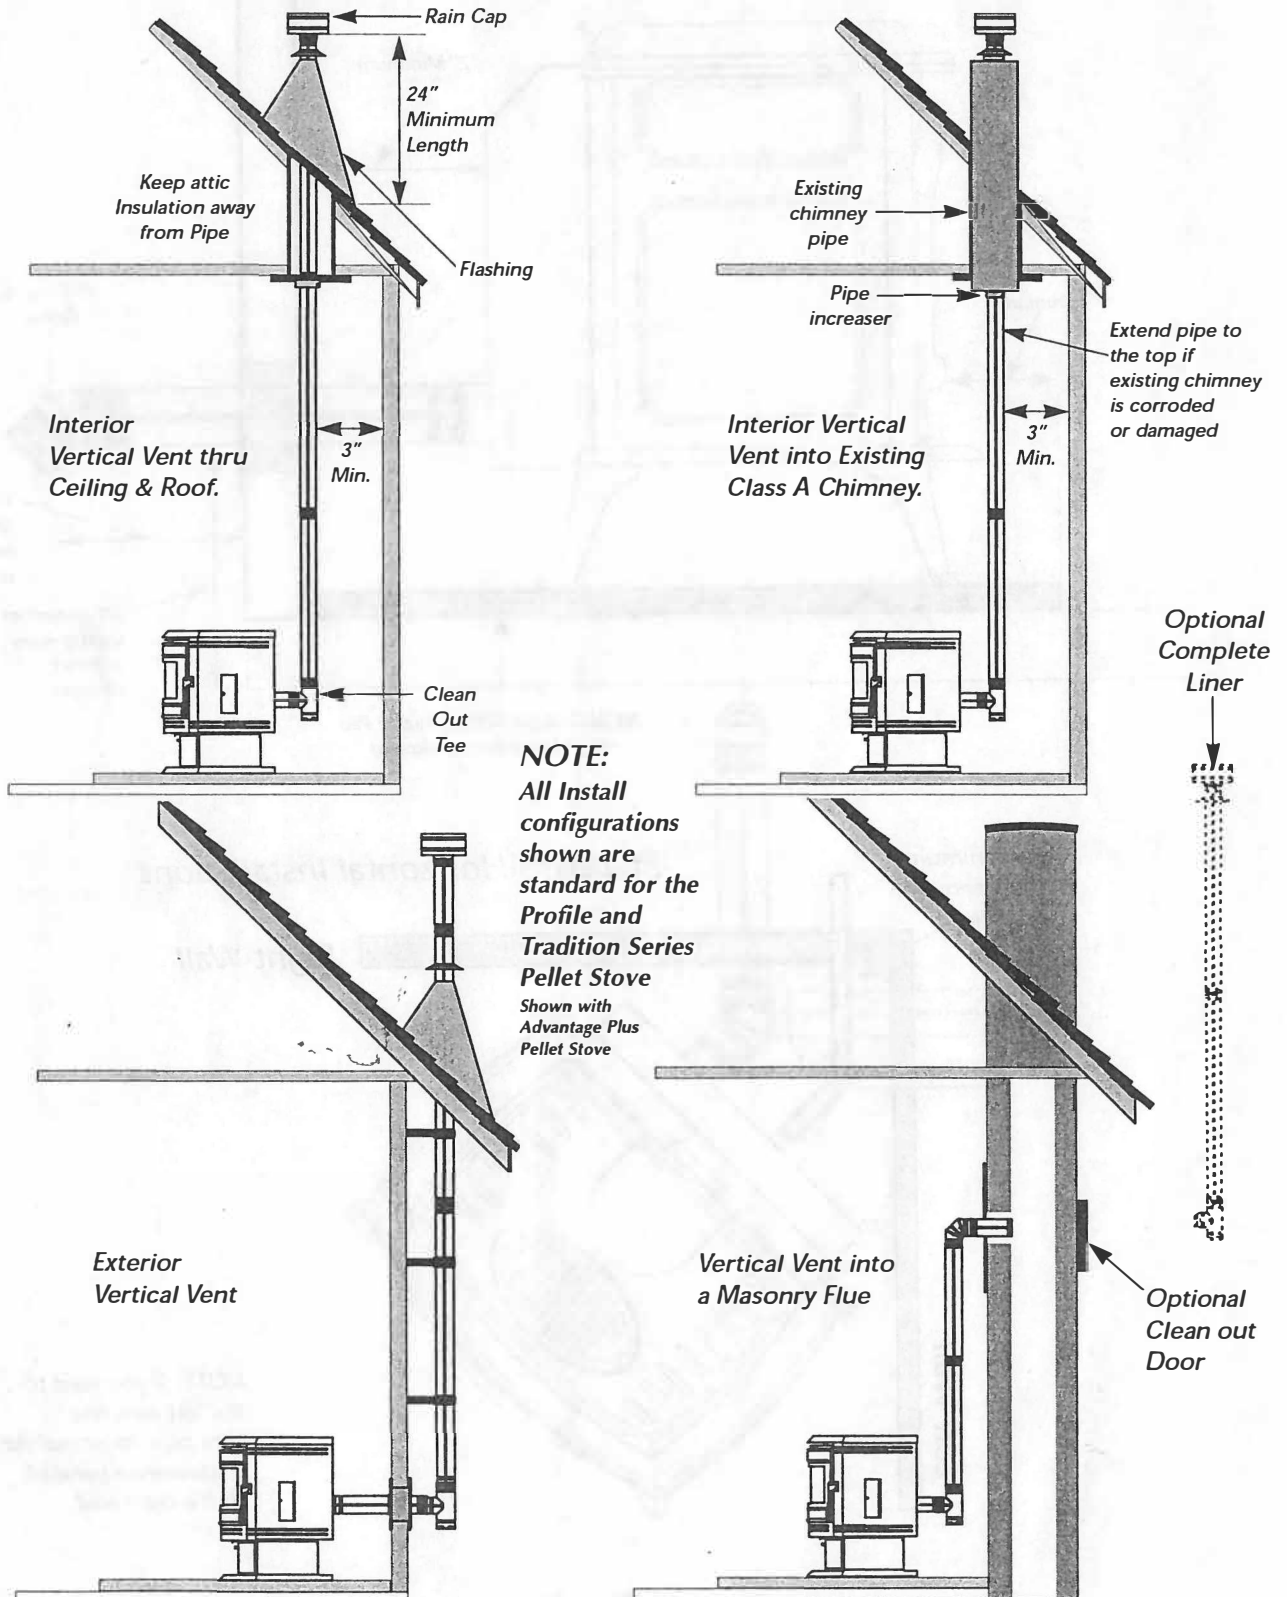 Rain Cap
24"
Minimum
Length
Keep attic
Insulation away
from Pipe
Flashing
Interior
Vertical Vent thru
Ceiling & Roof.
3"
Min.
Clean
Out
Tee
Existing
chimney
pipe
Pipe
increaser
Extend pipe to
the top if
existing chimney
is corroded
or damaged
Interior Vertical
Vent into Existing
Class A Chimney.
3"
Min.
Optional
Complete
Liner
NOTE:
All Install
configurations
shown are
standard for the
Profile and
Tradition Series
Pellet Stove
Shown with
Advantage Plus
Pellet Stove
Exterior
Vertical Vent
Vertical Vent into
a Masonry Flue
Optional
Clean out
Door